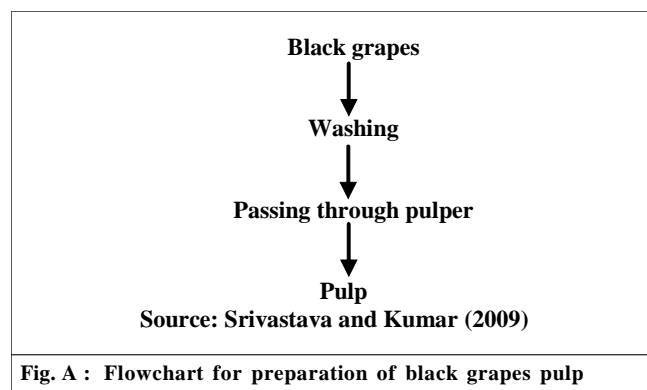 Black grapes
Washing
Passing through pulper
Pulp
Source: Srivastava and Kumar (2009)
Fig. A : Flowchart for preparation of black grapes pulp